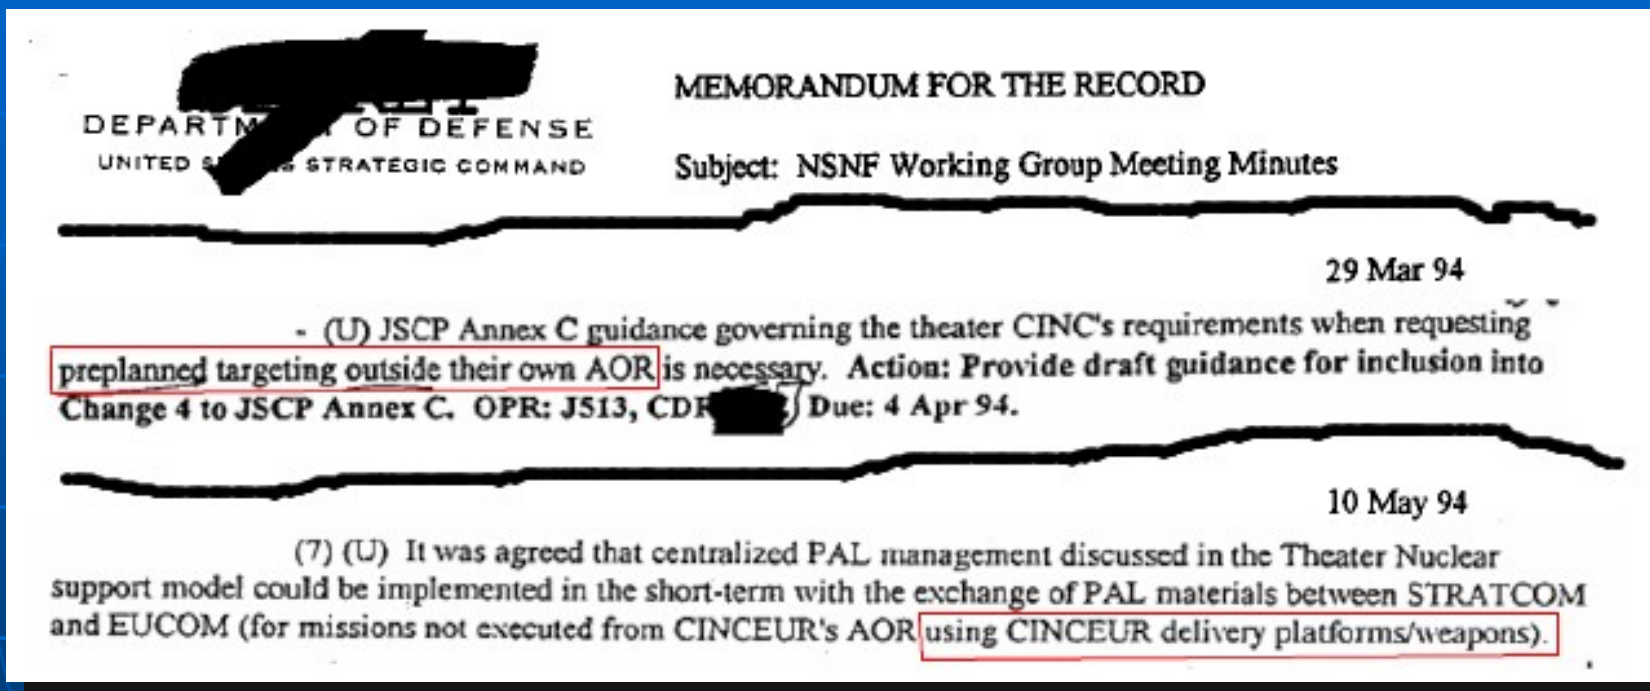 DEPARTM OF DEFENSE
UNITED S STRATEGIC COMMAND
MEMORANDUM FOR THE RECORD
Subject: NSNF Working Group Meeting Minutes
29 Mar 94
- (U) JSCP Annex C guidance governing the theater CINC's requirements when requesting
preplanned targeting outside their own AOR is necessary. Action: Provide draft guidance for inclusion into
Change 4 to JSCP Annex C. OPR: J513, CDR Due: 4 Apr 94.
10 May 94
(7) (U) It was agreed that centralized PAL management discussed in the Theater Nuclear
support model could be implemented in the short-term with the exchange of PAL materials between STRATCOM
and EUCOM (for missions not executed from CINCEUR's AOR using CINCEUR delivery platforms/weapons).